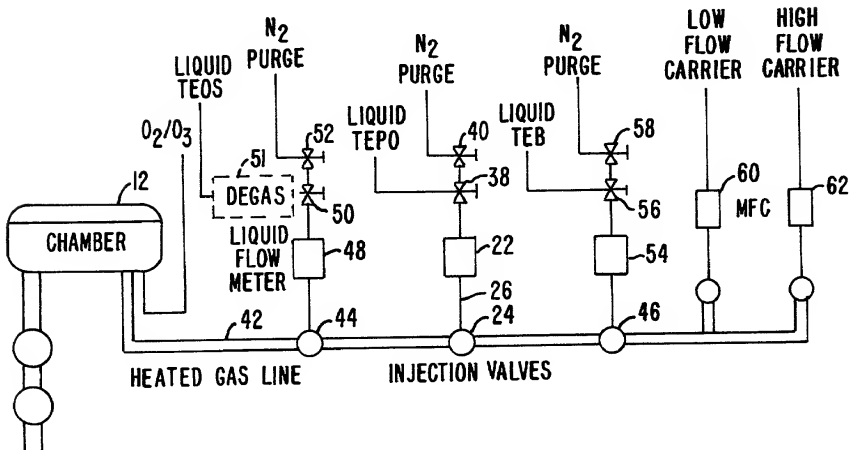 LOW
FLOW
CARRIER
HIGH
FLOW
CARRIER
N2
PURGE
N2
PURGE
N2
PURGE
LIQUID
TEOS
LIQUID
TEPO
LIQUID
TEB
O2/O3
52
40
58
51
DEGAS
50
38
56
60
MFC
62
12
CHAMBER
LIQUID
FLOW
METER
48
22
54
26
42
44
24
46
HEATED GAS LINE
INJECTION VALVES